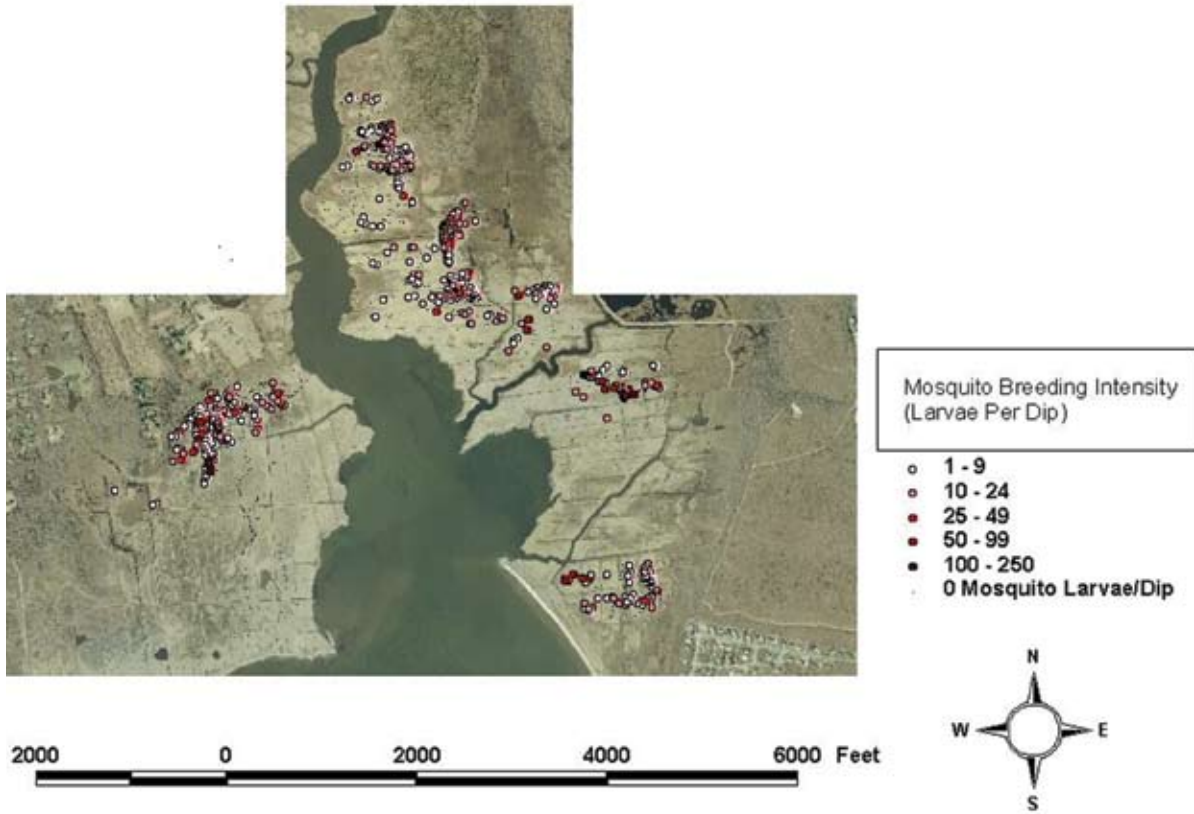 Mosquito Breeding Intensity
(Larvae Per Dip)
1 - 9
10 - 24
25 - 49
50 - 99
100 - 250
0 Mosquito Larvae/Dip
N
W E
S
2000 0 2000 4000 6000 Feet